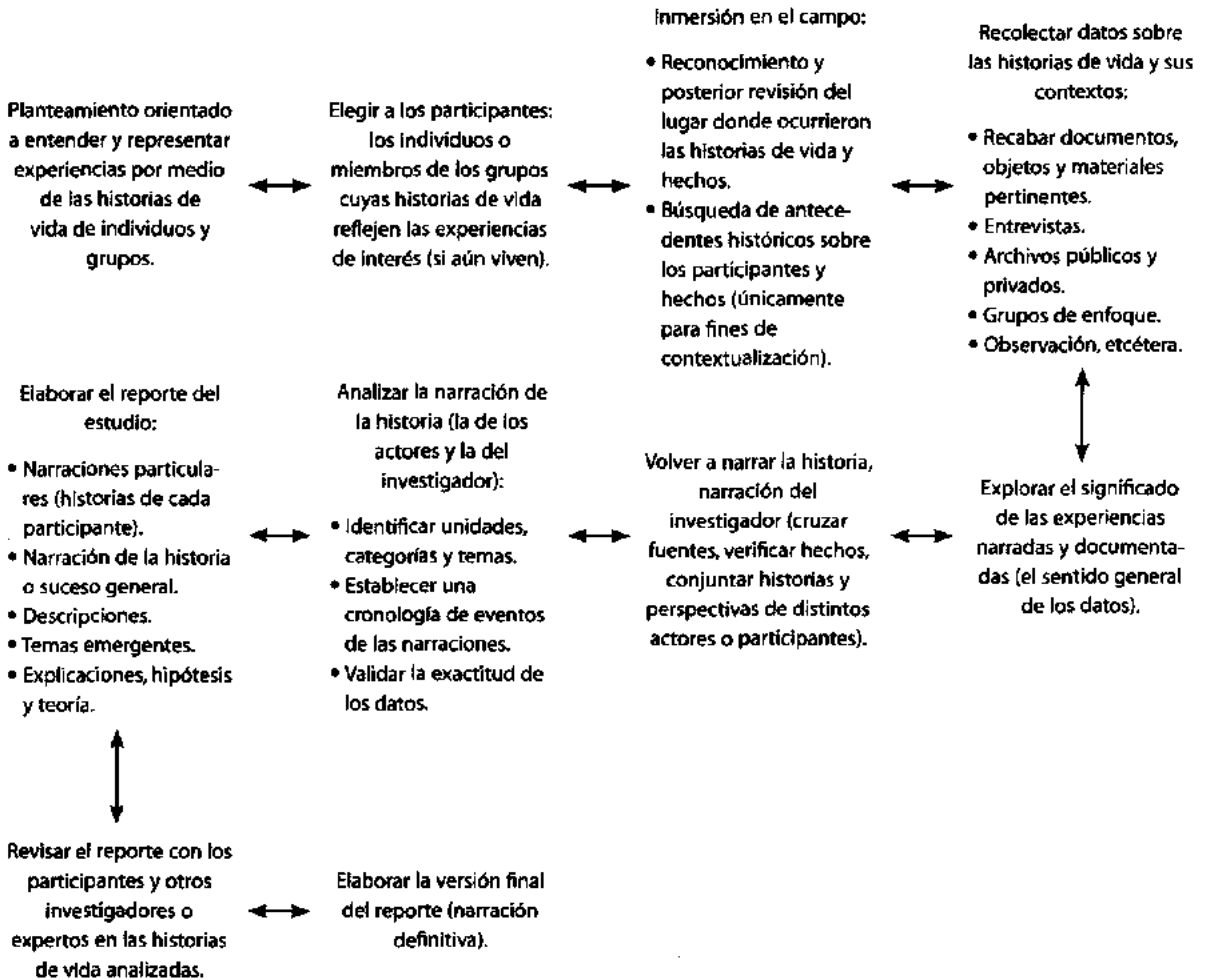 Planteamiento orientado
a entender y representar
experiencias por medio
de las historias de
vida de individuos y
grupos.
Elegir a los participantes:
los individuos o
miembros de los grupos
cuyas historias de vida
reflejen las experiencias
de interés (si aún viven).
Inmersión en el campo:
• Reconocimiento y
posterior revisión del
lugar donde ocurrieron
las historias de vida y
hechos.
• Búsqueda de antece-
dentes históricos sobre
los participantes y
hechos (únicamente
para fines de
contextualización).
Recolectar datos sobre
las historias de vida y sus
contextos:
• Recabar documentos,
objetos y materiales
pertinentes.
• Entrevistas.
• Archivos públicos y
privados.
• Grupos de enfoque.
• Observación, etcétera.
Explorar el significado
de las experiencias
narradas y documenta-
das (el sentido general
de los datos).
Volver a narrar la historia,
narración del
investigador (cruzar
fuentes, verificar hechos,
conjuntar historias y
perspectivas de distintos
actores o participantes).
Analizar la narración de
la historia (la de los
actores y la del
investigador):
• Identificar unidades,
categorías y temas.
• Establecer una
cronología de eventos
de las narraciones.
• Validar la exactitud de
los datos.
Elaborar el reporte del
estudio:
• Narraciones particula-
res (historias de cada
participante).
• Narración de la historia
o suceso general.
• Descripciones.
• Temas emergentes.
• Explicaciones, hipótesis
y teoría.
Revisar el reporte con los
participantes y otros
investigadores o
expertos en las historias
de vida analizadas.
Elaborar la versión final
del reporte (narración
definitiva).